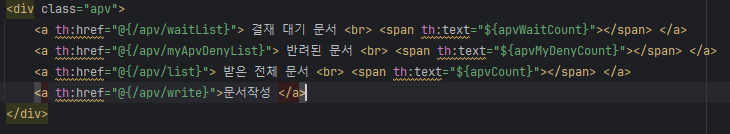 <div class="apv">
<a th:href="@{/apv/waitList}"> 결재 대기 문서 <br> <span th:text="${apvWaitCount}"></span> </a>
<a th:href="@{/apv/myApvDenyList}"> 반려된 문서 <br> <span th:text="${apvMyDenyCount}"></span> </a>
<a th:href="@{/apv/list}"> 받은 전체 문서 <br> <span th:text="${apvCount}"></span> </a>
<a th:href="@{/apv/write}">문서작성 </a>
</div>